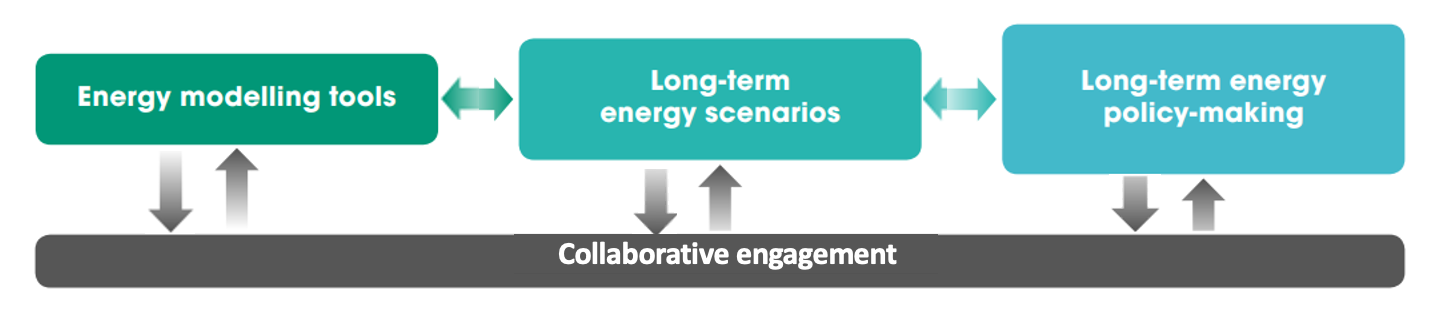 Energy modelling tools
Long-term
energy scenarios
Long-term energy
policy-making
Collaborative engagement